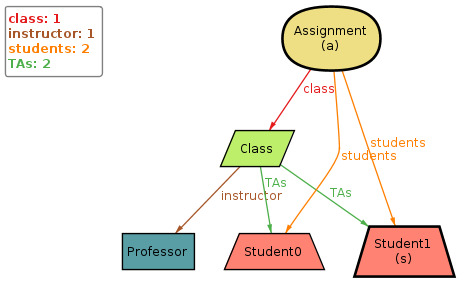 class: 1
instructor: 1
students: 2
TAs: 2
Assignment
(a)
class
students
students
Class
TAs
instructor
TAs
Professor
Student0
Student1
(s)